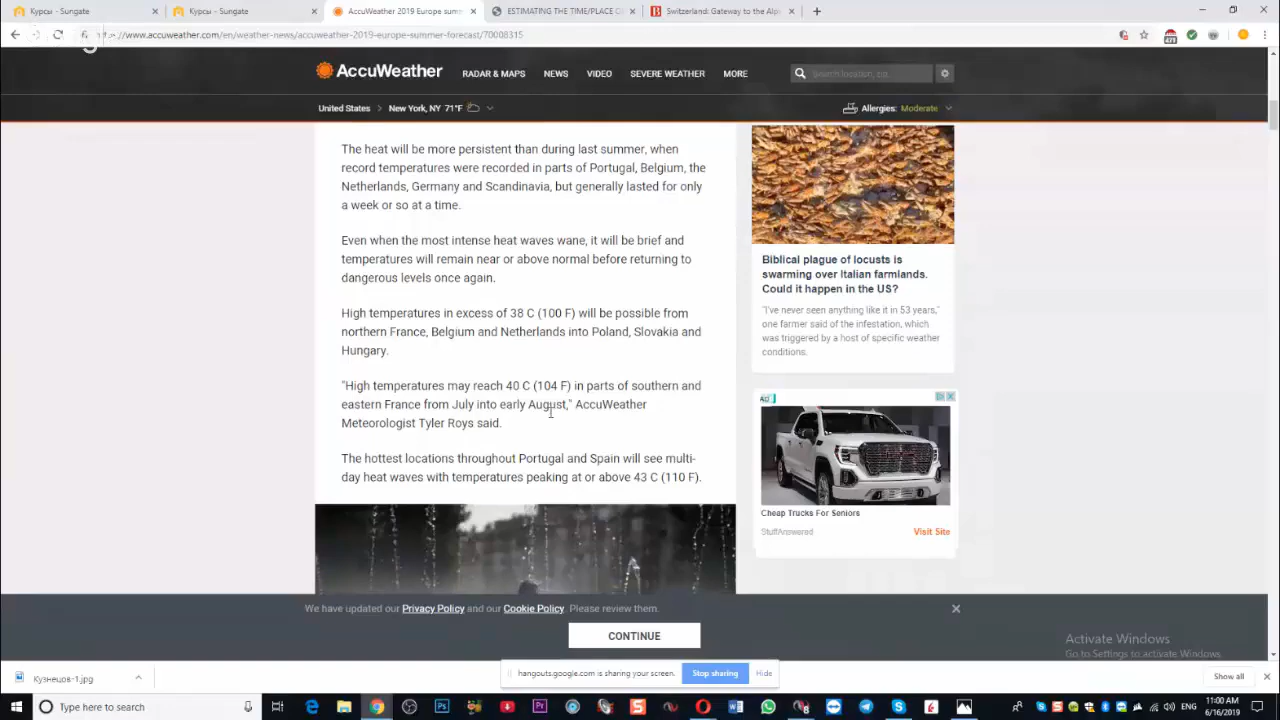 Курсы - Sungate
Курсы - Sungate
AccuWeather 2019 Europe sum
ESTIMATING THE TIME/PLACE O
Switzerland: Gateway to the Alp
https://www.accuweather.com/en/weather-news/accuweather-2019-europe-summer-forecast/70008315
AccuWeather
RADAR & MAPS NEWS VIDEO SEVERE WEATHER MORE
United States > New York, NY 71°F
Allergies: Moderate
The heat will be more persistent than during last summer, when
record temperatures were recorded in parts of Portugal, Belgium, the
Netherlands, Germany and Scandinavia, but generally lasted for only
a week or so at a time.
Even when the most intense heat waves wane, it will be brief and
temperatures will remain near or above normal before returning to
dangerous levels once again.
High temperatures in excess of 38 C (100 F) will be possible from
northern France, Belgium and Netherlands into Poland, Slovakia and
Hungary.
"High temperatures may reach 40 C (104 F) in parts of southern and
eastern France from July into early August," AccuWeather
Meteorologist Tyler Roys said.
The hottest locations throughout Portugal and Spain will see multi-
day heat waves with temperatures peaking at or above 43 C (110 F).
Biblical plague of locusts is
swarming over Italian farmlands.
Could it happen in the US?
"I've never seen anything like it in 53 years,"
one farmer said of the infestation, which
was triggered by a host of specific weather
conditions.
AD
Cheap Trucks For Seniors
StuffAnswered
Visit Site
We have updated our Privacy Policy and our Cookie Policy. Please review them.
CONTINUE
Activate Windows
Go to Settings to activate Windows.
Кузнецов-1.jpg
hangouts.google.com is sharing your screen.
Stop sharing
Hide
Show all
Type here to search
ENG
11:00 AM
6/16/2019